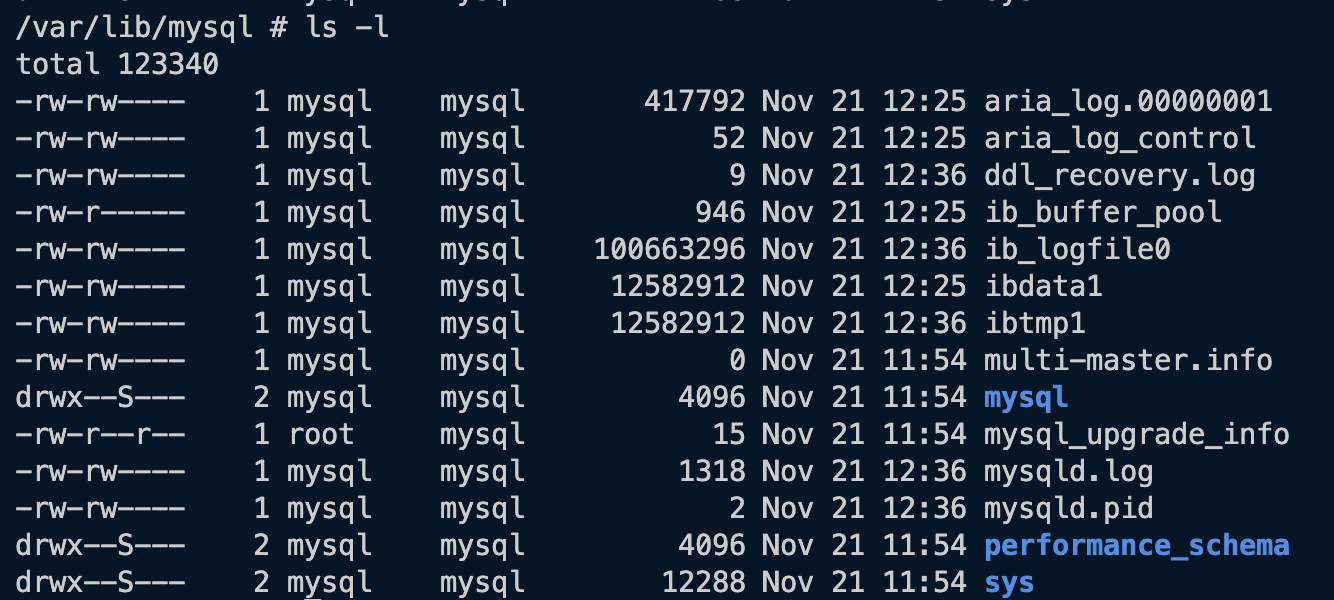 /var/lib/mysql # ls -l
total 123340
-rw-rw---- 1 mysql mysql 417792 Nov 21 12:25 aria_log.00000001
-rw-rw---- 1 mysql mysql 52 Nov 21 12:25 aria_log_control
-rw-rw---- 1 mysql mysql 9 Nov 21 12:36 ddl_recovery.log
-rw-r----- 1 mysql mysql 946 Nov 21 12:25 ib_buffer_pool
-rw-rw---- 1 mysql mysql 100663296 Nov 21 12:36 ib_logfile0
-rw-rw---- 1 mysql mysql 12582912 Nov 21 12:25 ibdata1
-rw-rw---- 1 mysql mysql 12582912 Nov 21 12:36 ibtmp1
-rw-rw---- 1 mysql mysql 0 Nov 21 11:54 multi-master.info
drwx--S--- 2 mysql mysql 4096 Nov 21 11:54 mysql
-rw-r--r-- 1 root mysql 15 Nov 21 11:54 mysql_upgrade_info
-rw-rw---- 1 mysql mysql 1318 Nov 21 12:36 mysqld.log
-rw-rw---- 1 mysql mysql 2 Nov 21 12:36 mysqld.pid
drwx--S--- 2 mysql mysql 4096 Nov 21 11:54 performance_schema
drwx--S--- 2 mysql mysql 12288 Nov 21 11:54 sys